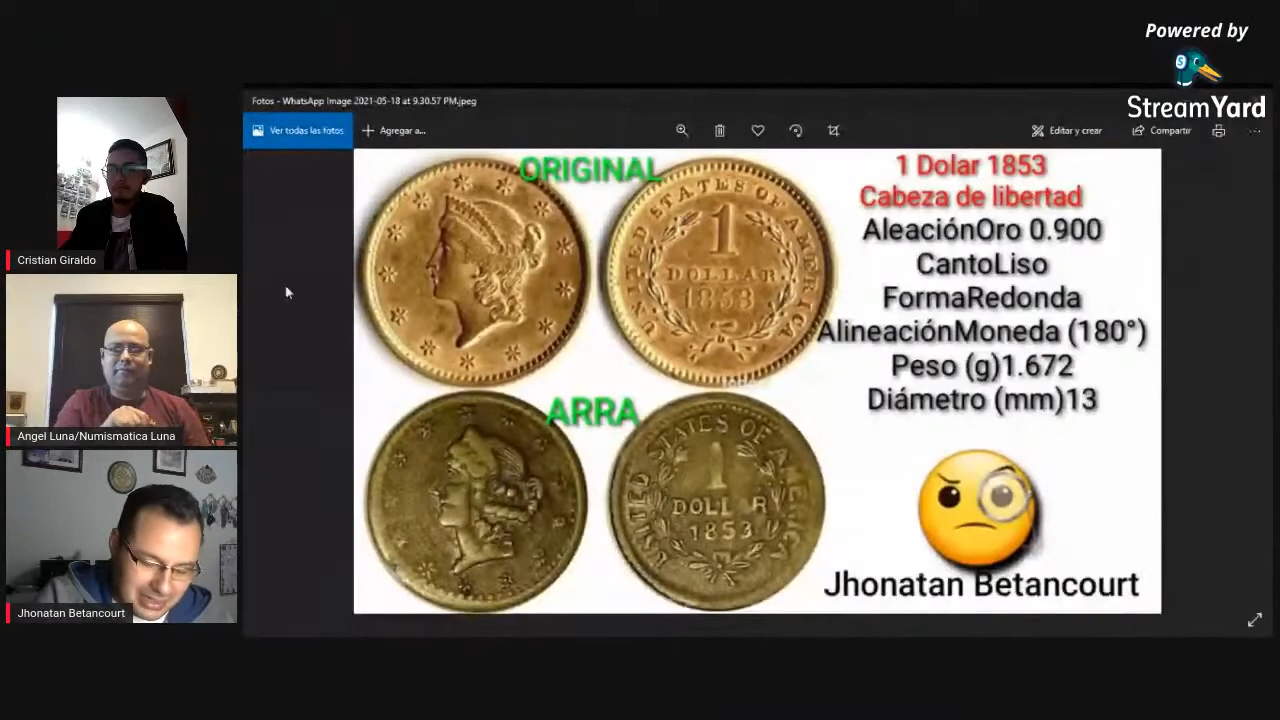 Powered by
StreamYard
Fotos - WhatsApp Image 2021-05-18 at 9.30.57 PM.jpeg
Ver todas las fotos
Agregar a...
Editar y crear
Compartir
ORIGINAL
UNITED STATES OF AMERICA
1
DOLLAR
1853
1 Dolar 1853
Cabeza de libertad
AleaciónOro 0.900
CantoLiso
FormaRedonda
AlineaciónMoneda (180°)
Peso (g)1.672
Diámetro (mm)13
ARRA
UNITED STATES OF AMERICA
1
DOLL R
1853
Jhonatan Betancourt
Cristian Giraldo
Angel Luna/Numismatica Luna
Jhonatan Betancourt